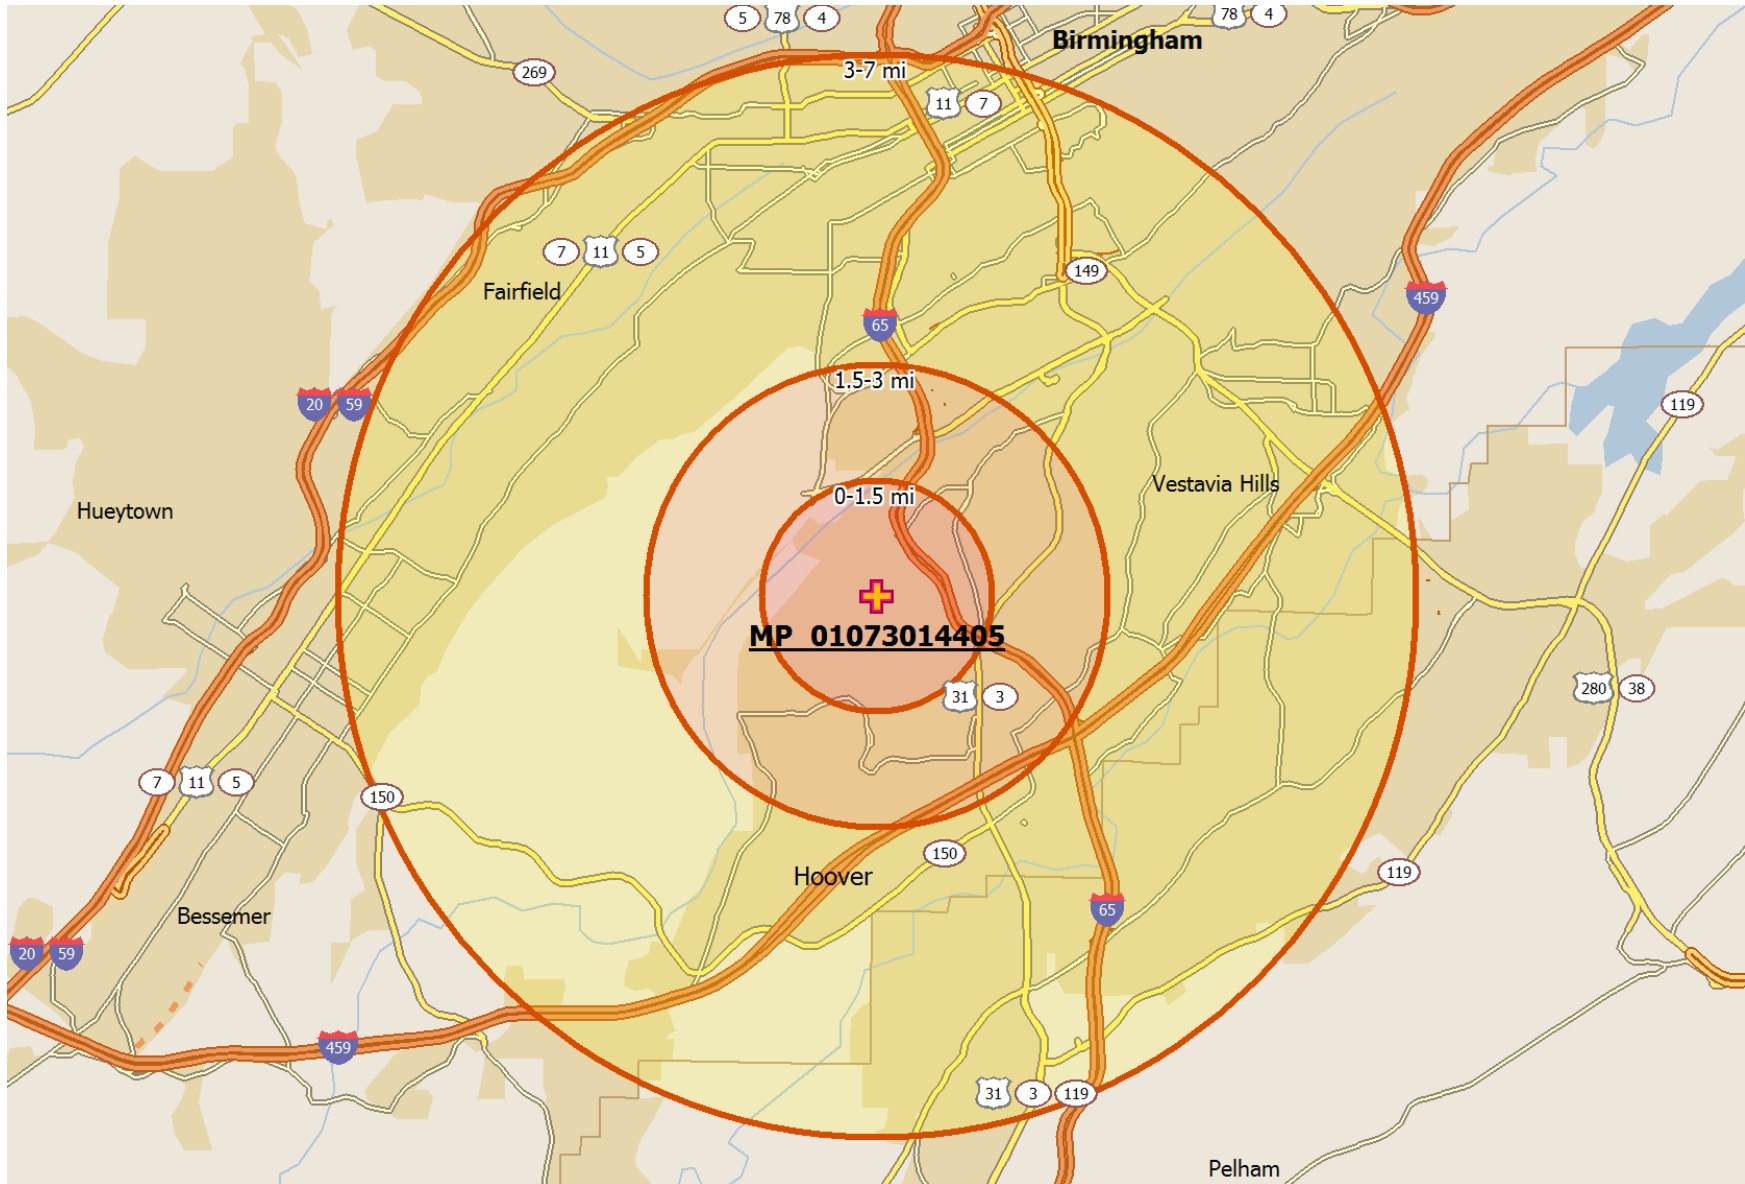 5 78 4
78 4
Birmingham
3-7 mi
269
11 7
7 11 5
149
Fairfield
459
65
1.5-3 mi
20 59
119
Vestavia Hills
0-1.5 mi
Hueytown
MP_01073014405
31 3
280 38
7 11 5
150
150
Hoover
119
65
Bessemer
20 59
459
31 3 119
Pelham